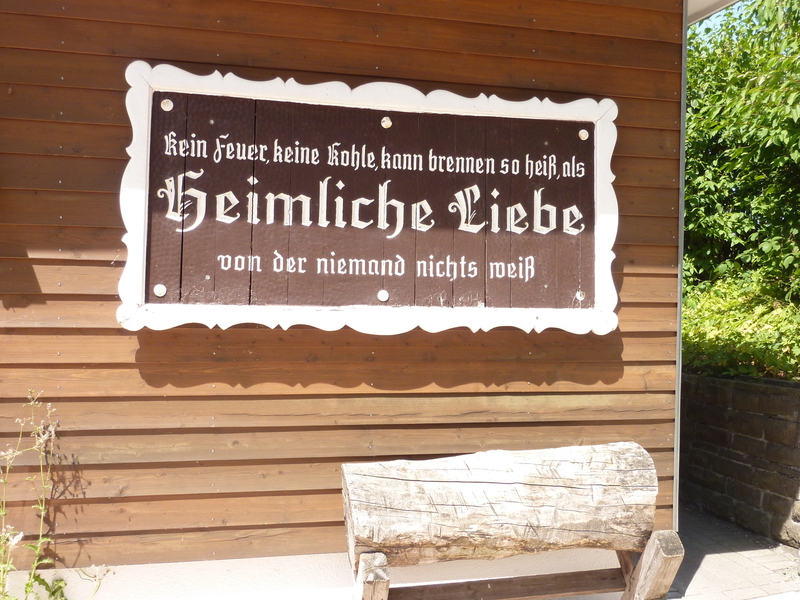 Kein Feuer, keine Kohle, kann brennen so heiß, als
Heimliche Liebe
von der niemand nichts weiß